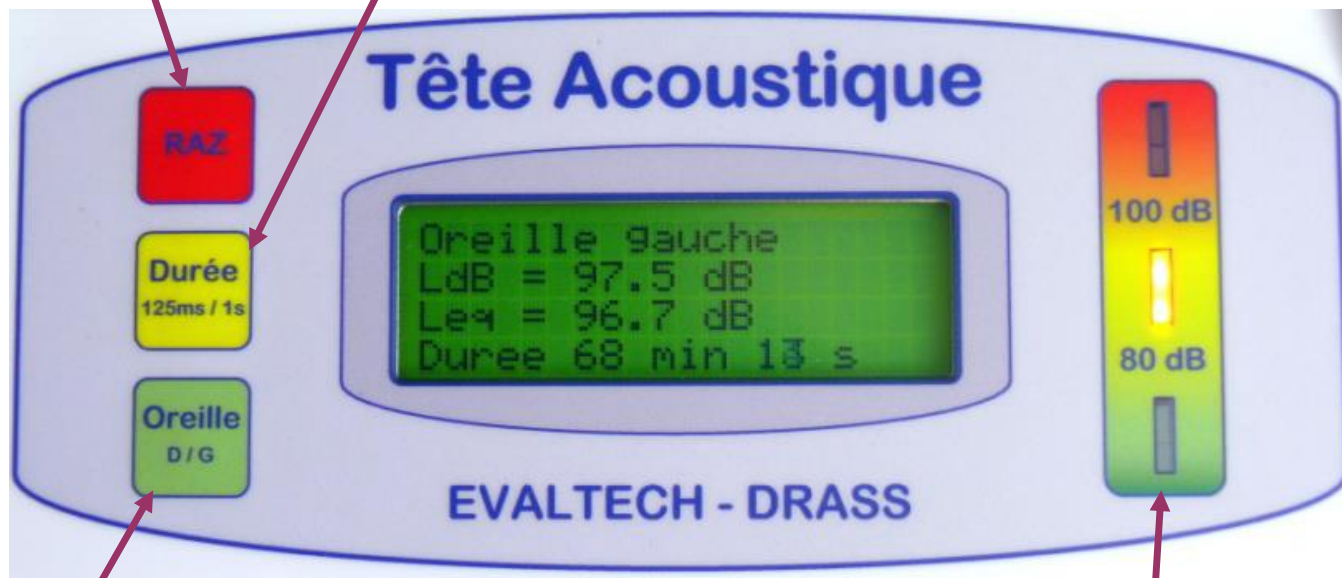 Tête Acoustique
RAZ
Durée
125ms / 1s
Oreille
D / G
Oreille gauche
LdB = 97.5 dB
Leq = 96.7 dB
Duree 68 min s
100 dB
80 dB
EVALTECH - DRASS